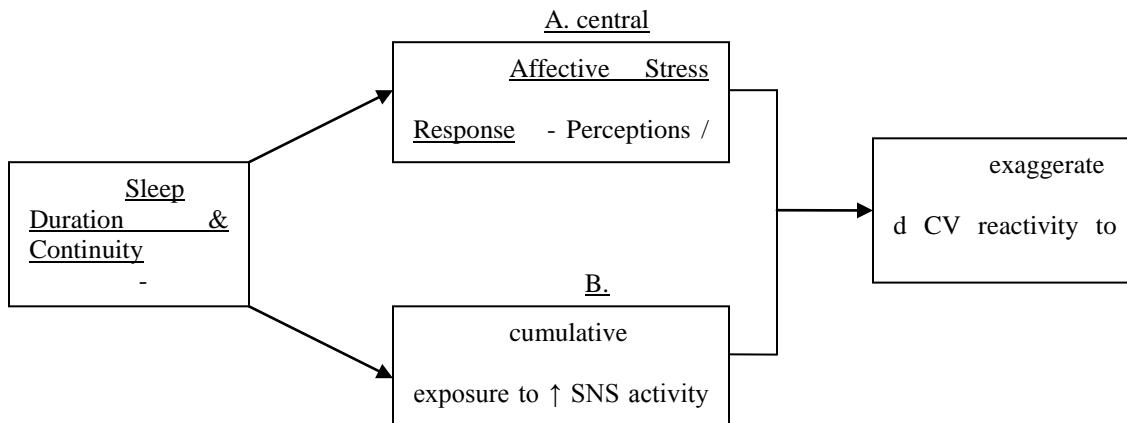 A. central
Affective Stress
Response - Perceptions /
Sleep
Duration &
Continuity
-
exaggerate
d CV reactivity to
B.
cumulative
exposure to ↑ SNS activity